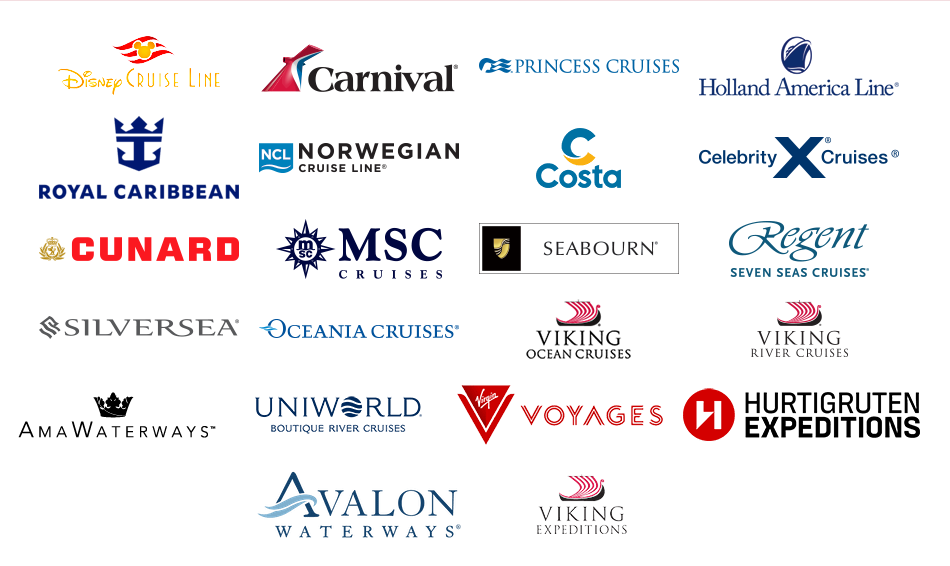 DISNEY CRUISE LINE
Carnival®
PRINCESS CRUISES
Holland America Line®
ROYAL CARIBBEAN
NCL NORWEGIAN
CRUISE LINE®
Costa
Celebrity X® Cruises®
CUNARD
msc MSC
CRUISES
SEABOURN®
Regent
SEVEN SEAS CRUISES®
SILVERSEA®
OCEANIA CRUISES®
VIKING
OCEAN CRUISES
VIKING
RIVER CRUISES
AMAWATERWAYS™
UNIWORLD®
BOUTIQUE RIVER CRUISES
Virgin VOYAGES
H HURTIGRUTEN
EXPEDITIONS
AVALON
WATERWAYS®
VIKING
EXPEDITIONS